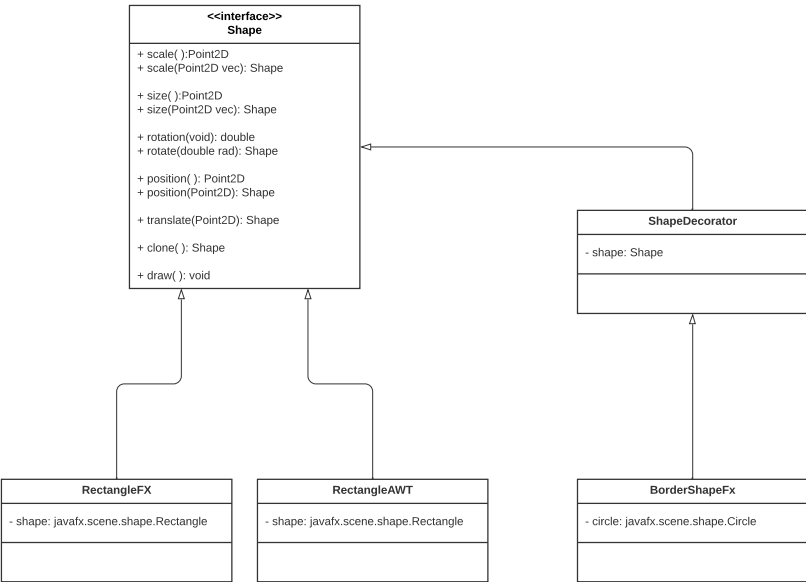 <<interface>>
Shape
+ scale( ):Point2D
+ scale(Point2D vec): Shape
+ size( ):Point2D
+ size(Point2D vec): Shape
+ rotation(void): double
+ rotate(double rad): Shape
+ position( ): Point2D
+ position(Point2D): Shape
+ translate(Point2D): Shape
+ clone( ): Shape
+ draw( ): void
ShapeDecorator
- shape: Shape
RectangleFX
- shape: javafx.scene.shape.Rectangle
RectangleAWT
- shape: javafx.scene.shape.Rectangle
BorderShapeFx
- circle: javafx.scene.shape.Circle